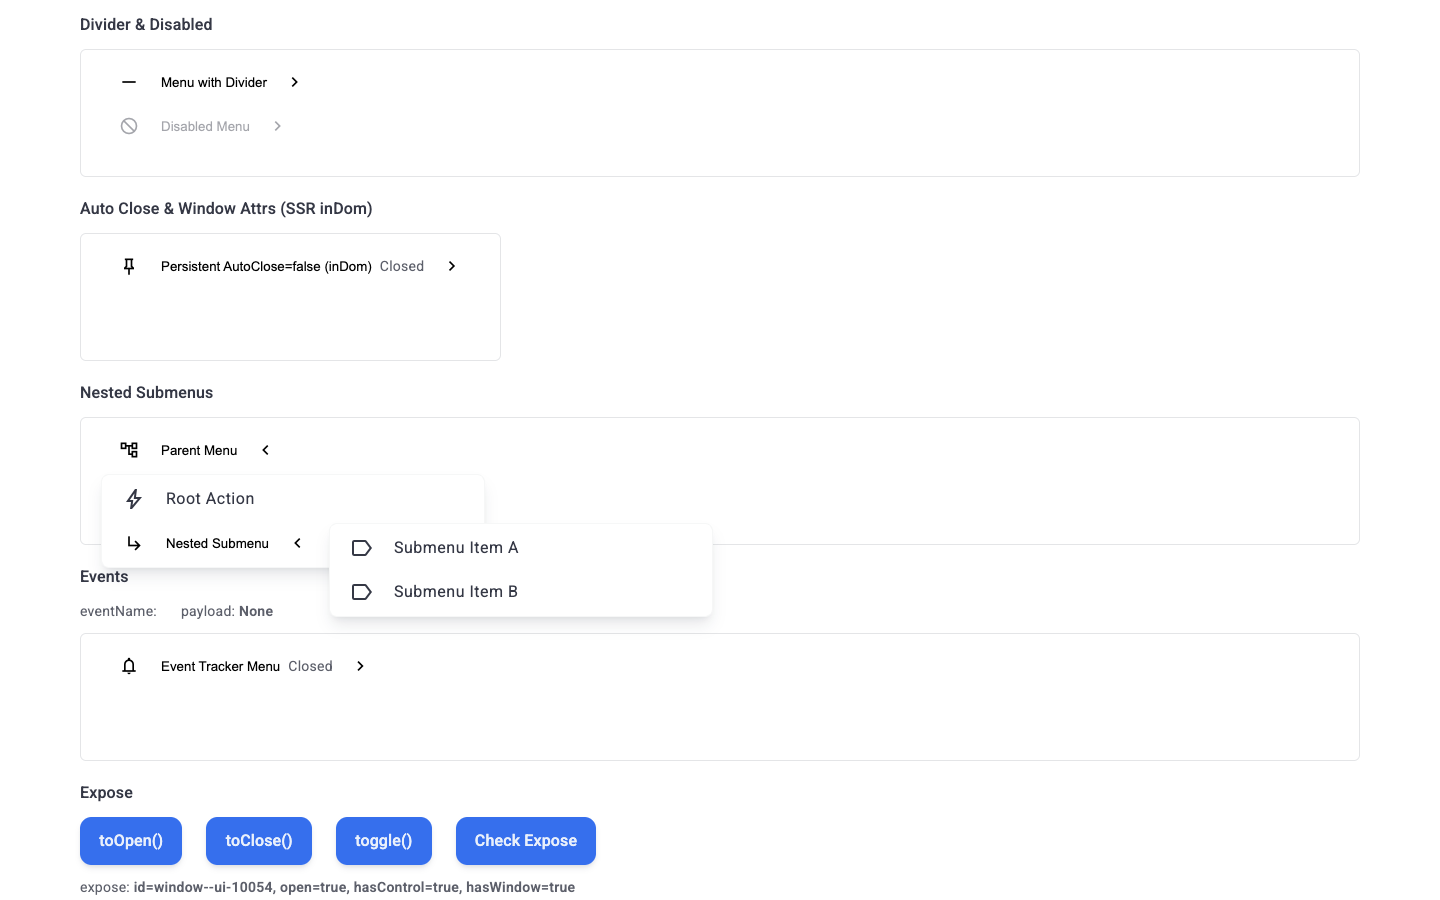 Divider & Disabled
Menu with Divider
Disabled Menu
Auto Close & Window Attrs (SSR inDom)
Persistent AutoClose=false (inDom) Closed
Nested Submenus
Parent Menu
Root Action
Nested Submenu
Submenu Item A
Submenu Item B
Events
eventName: payload: None
Event Tracker Menu Closed
Expose
toOpen() toClose() toggle() Check Expose
expose: id=window--ui-10054, open=true, hasControl=true, hasWindow=true